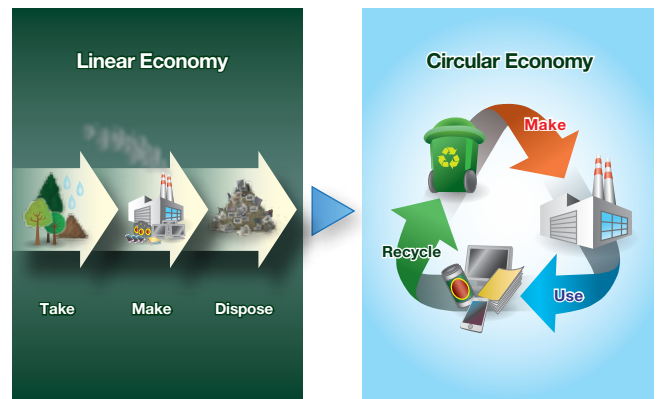 Linear Economy
Take
Make
Dispose
Circular Economy
Make
Recycle
Use